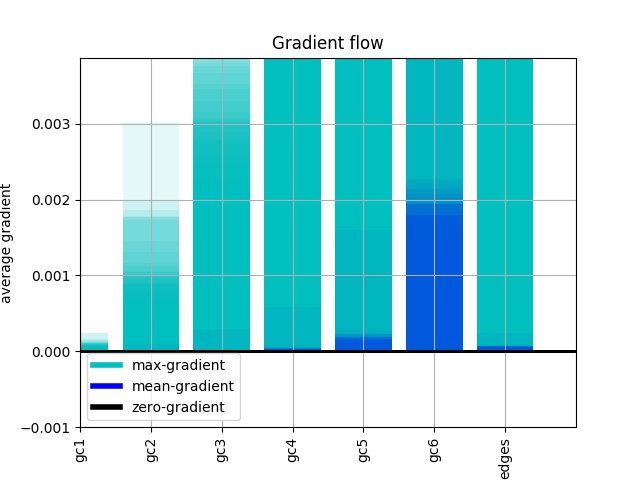 Gradient flow
average gradient
0.003
0.002
0.001
0.000
−0.001
max-gradient
mean-gradient
zero-gradient
gc1
gc2
gc3
gc4
gc5
gc6
edges